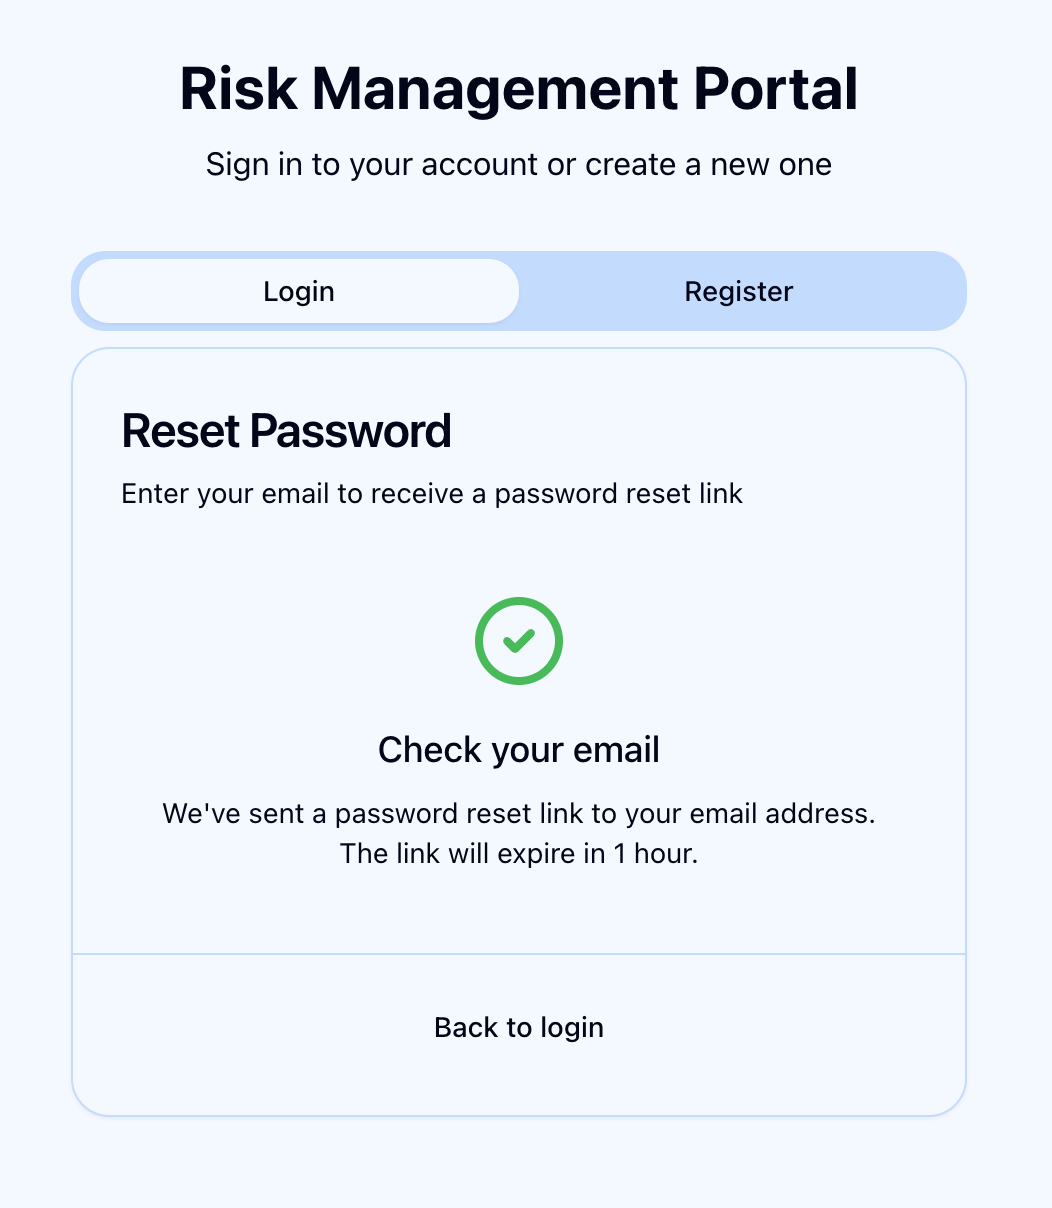 Risk Management Portal
Sign in to your account or create a new one
Login
Register
Reset Password
Enter your email to receive a password reset link
Check your email
We've sent a password reset link to your email address.
The link will expire in 1 hour.
Back to login